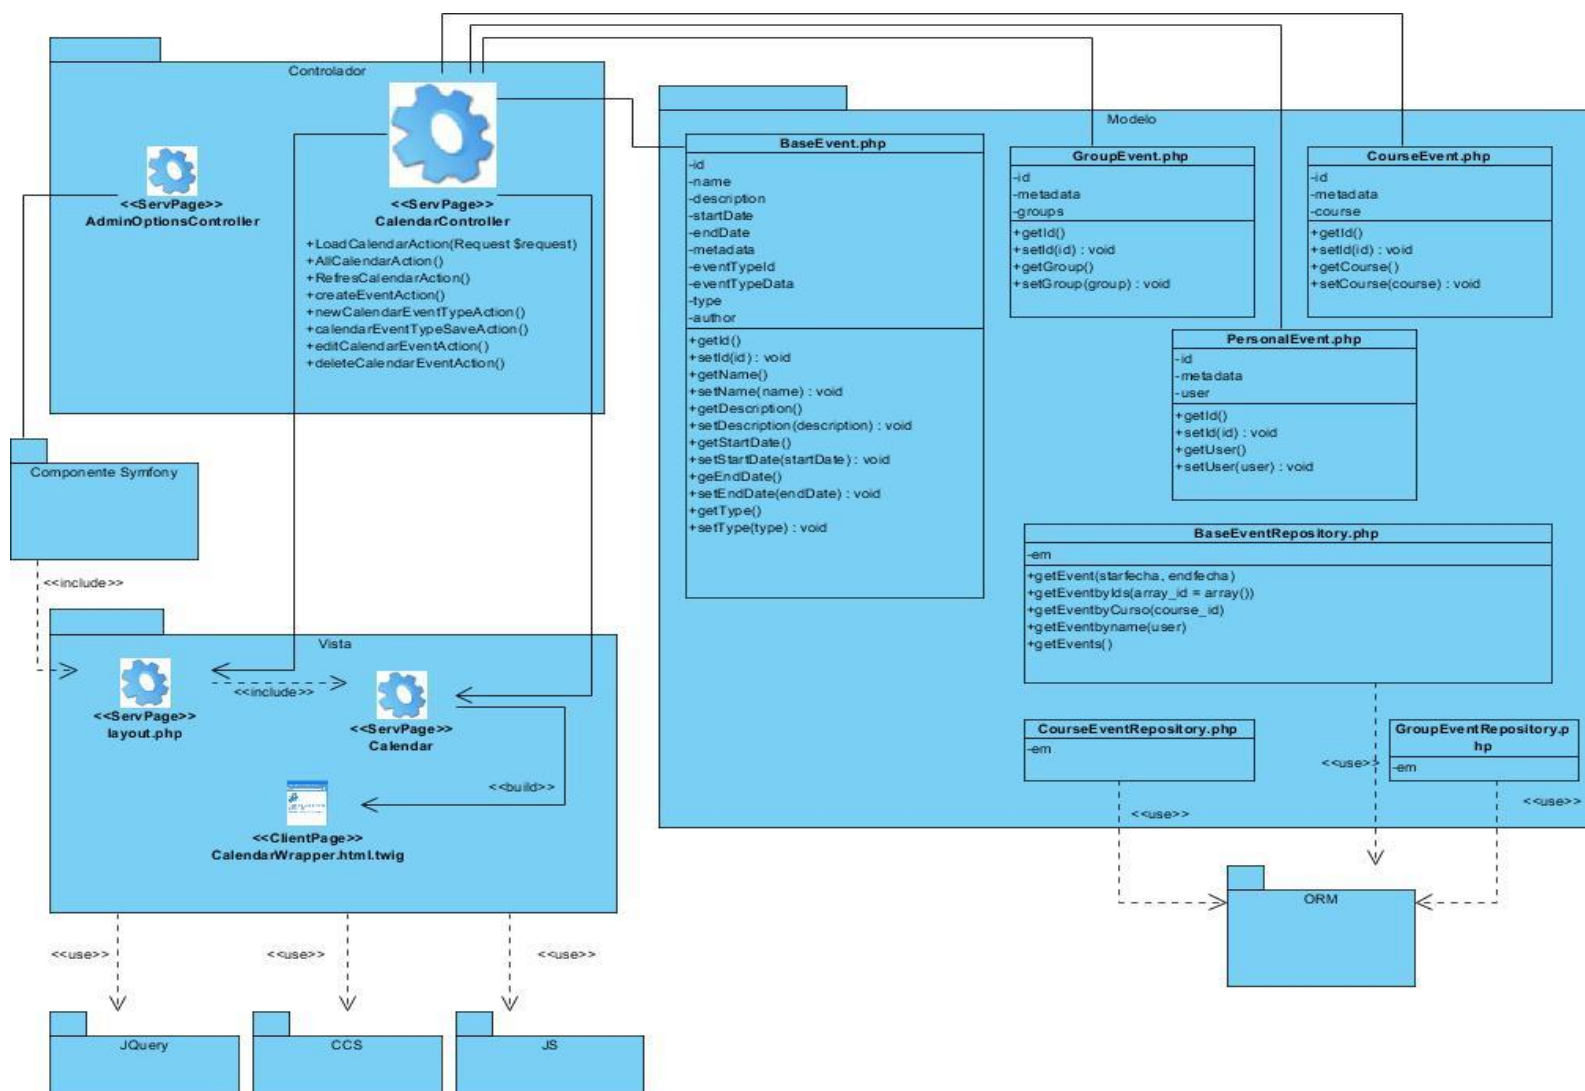 Controlador
<<ServPage>>
AdminOptionsController
<<ServPage>>
CalendarController
+LoadCalendarAction(Request $request)
+AllCalendarAction()
+RefresCalendarAction()
+createEventAction()
+newCalendarEventTypeAction()
+calendarEventTypeSaveAction()
+editCalendarEventAction()
+deleteCalendarEventAction()
Componente Symfony
<<include>>
Vista
<<ServPage>>
layout.php
<<include>>
<<ServPage>>
Calendar
<<build>>
<<ClientPage>>
CalendarWrapper.html.twig
<<use>>
<<use>>
<<use>>
JQuery
CCS
JS
Modelo
BaseEvent.php
-id
-name
-description
-startDate
-endDate
-metadata
-eventTypeId
-eventTypeData
-type
-author
+getId()
+setId(id) : void
+getName()
+setName(name) : void
+getDescription()
+setDescription(description) : void
+getStartDate()
+setStartDate(startDate) : void
+geEndDate()
+setEndDate(endDate) : void
+getType()
+setType(type) : void
GroupEvent.php
-id
-metadata
-groups
+getId()
+setId(id) : void
+getGroup()
+setGroup(group) : void
CourseEvent.php
-id
-metadata
-course
+getId()
+setId(id) : void
+getCourse()
+setCourse(course) : void
PersonalEvent.php
-id
-metadata
-user
+getId()
+setId(id) : void
+getUser()
+setUser(user) : void
BaseEventRepository.php
-em
+getEvent(starfecha, endfecha)
+getEventbyIds(array_id = array())
+getEventbyCurso(course_id)
+getEventbyname(user)
+getEvents()
CourseEventRepository.php
-em
GroupEventRepository.p
hp
-em
<<use>>
<<use>>
<<use>>
ORM